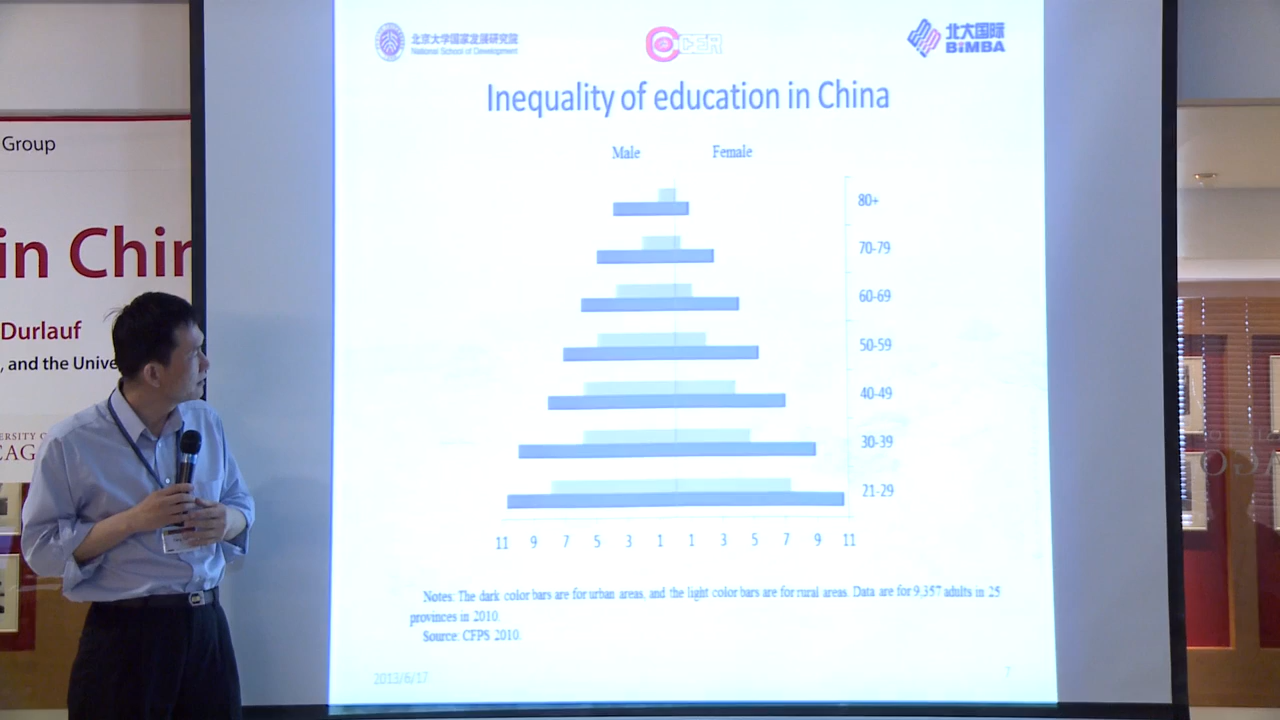 Group
in Chin
Durlauf
, and the Unive
ERSITY
CAG
北京大学国家发展研究院
National School of Development
CCER
北大国际
BiMBA
Inequality of education in China
Male Female
80+
70-79
60-69
50-59
40-49
30-39
21-29
11 9 7 5 3 1 1 3 5 7 9 11
Notes: The dark color bars are for urban areas, and the light color bars are for rural areas. Data are for 9,357 adults in 25
provinces in 2010.
Source: CFPS 2010.
2013/6/17
7